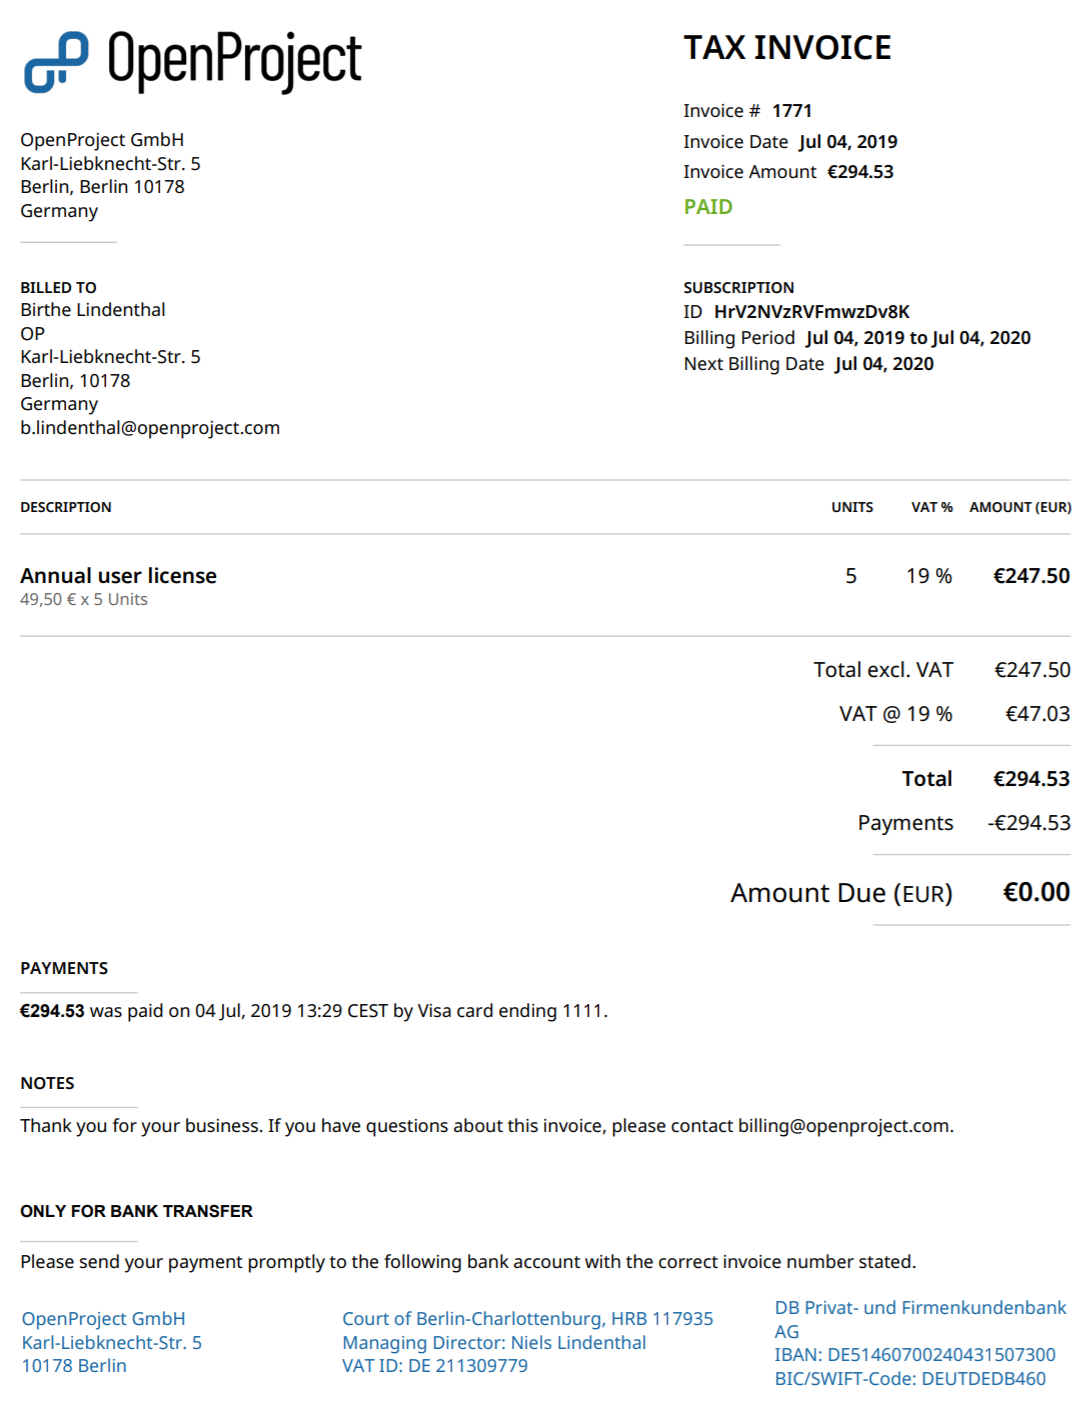 OpenProject
TAX INVOICE
Invoice # 1771
Invoice Date Jul 04, 2019
Invoice Amount €294.53
PAID
OpenProject GmbH
Karl-Liebknecht-Str. 5
Berlin, Berlin 10178
Germany
BILLED TO
Birthe Lindenthal
OP
Karl-Liebknecht-Str. 5
Berlin, 10178
Germany
b.lindenthal@openproject.com
SUBSCRIPTION
ID HrV2NVzRVFmwzDv8K
Billing Period Jul 04, 2019 to Jul 04, 2020
Next Billing Date Jul 04, 2020
DESCRIPTION UNITS VAT % AMOUNT (EUR)
Annual user license 5 19 % €247.50
49,50 € x 5 Units
Total excl. VAT €247.50
VAT @ 19 % €47.03
Total €294.53
Payments -€294.53
Amount Due (EUR) €0.00
PAYMENTS
€294.53 was paid on 04 Jul, 2019 13:29 CEST by Visa card ending 1111.
NOTES
Thank you for your business. If you have questions about this invoice, please contact billing@openproject.com.
ONLY FOR BANK TRANSFER
Please send your payment promptly to the following bank account with the correct invoice number stated.
OpenProject GmbH
Karl-Liebknecht-Str. 5
10178 Berlin
Court of Berlin-Charlottenburg, HRB 117935
Managing Director: Niels Lindenthal
VAT ID: DE 211309779
DB Privat- und Firmenkundenbank
AG
IBAN: DE51460700240431507300
BIC/SWIFT-Code: DEUTDEDB460